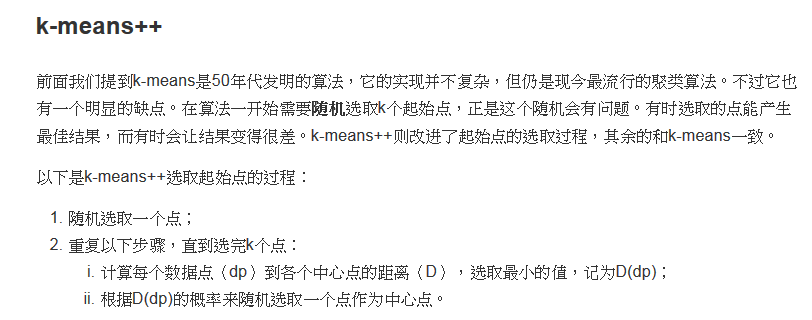 k-means++
前面我们提到k-means是50年代发明的算法，它的实现并不复杂，但仍是现今最流行的聚类算法。不过它也
有一个明显的缺点。在算法一开始需要随机选取k个起始点，正是这个随机会有问题。有时选取的点能产生
最佳结果，而有时会让结果变得很差。k-means++则改进了起始点的选取过程，其余的和k-means一致。
以下是k-means++选取起始点的过程：
1. 随机选取一个点；
2. 重复以下步骤，直到选完k个点：
i. 计算每个数据点（dp）到各个中心点的距离（D），选取最小的值，记为D(dp)；
ii. 根据D(dp)的概率来随机选取一个点作为中心点。